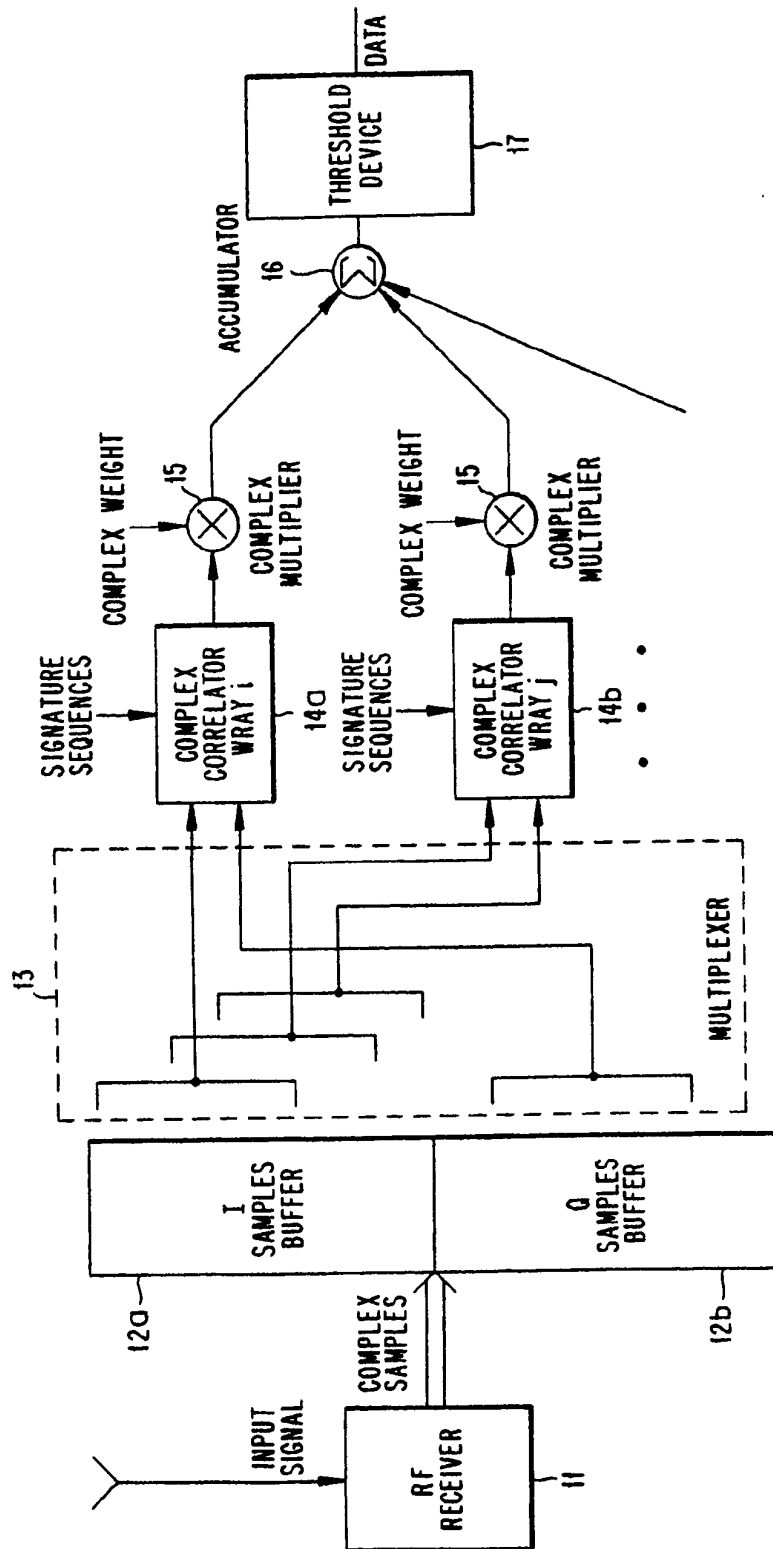 INPUT
SIGNAL
RF
RECEIVER
11
COMPLEX
SAMPLES
12a
I
SAMPLES
BUFFER
Q
SAMPLES
BUFFER
12b
13
MULTIPLEXER
SIGNATURE
SEQUENCES
COMPLEX
CORRELATOR
WRAY i
14a
SIGNATURE
SEQUENCES
COMPLEX
CORRELATOR
WRAY j
14b
COMPLEX WEIGHT
15
COMPLEX
MULTIPLIER
COMPLEX WEIGHT
15
COMPLEX
MULTIPLIER
ACCUMULATOR
16
Σ
THRESHOLD
DEVICE
17
DATA